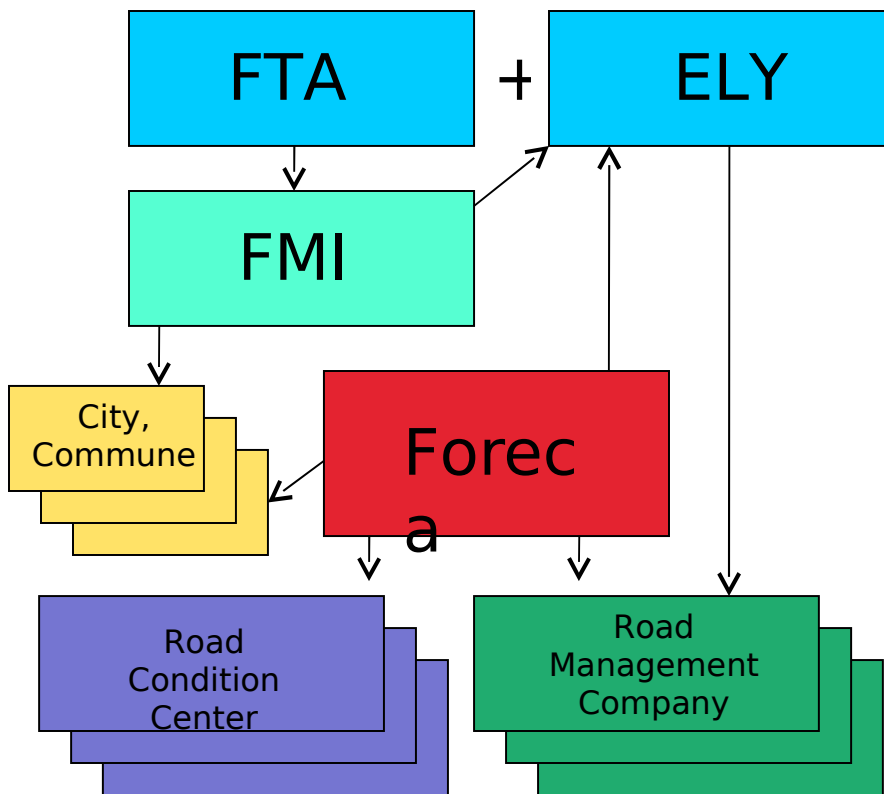 FTA + ELY
FMI
City,
Commune
Forec
a
Road
Condition
Center
Road
Management
Company